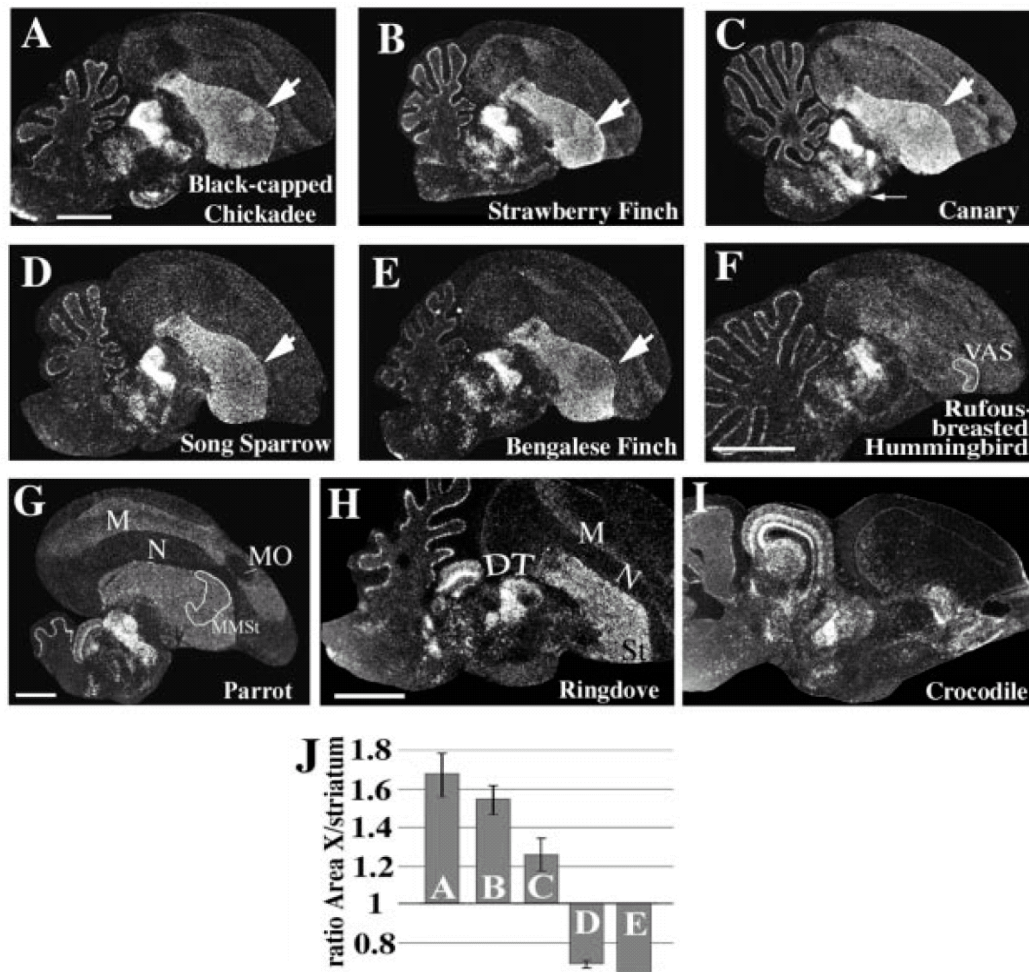 A
Black-capped
Chickadee
B
Strawberry Finch
C
Canary
D
Song Sparrow
E
Bengalese Finch
F
VAS
Rufous-
breasted
Hummingbird
G
M
N
MO
MMSt
Parrot
H
M
DT
N
St
Ringdove
I
Crocodile
J
ratio Area X/striatum
1.8
1.6
1.4
1.2
1
0.8
A
B
C
D
E